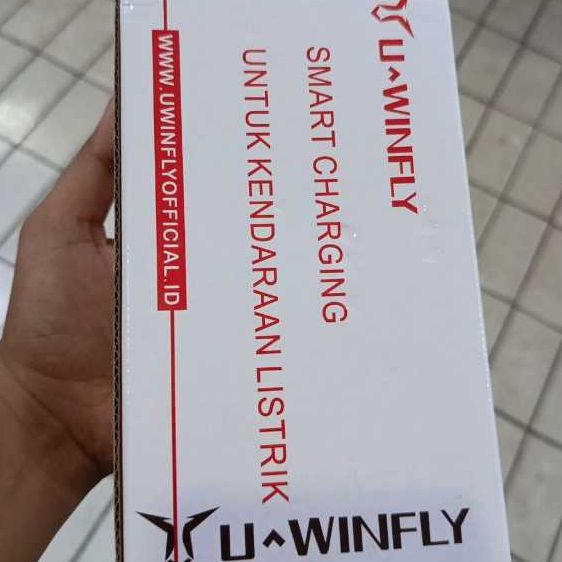 U^WINFLY
SMART CHARGING
UNTUK KENDARAAN LISTRIK
WWW.UWINFLYOFFICIAL.ID
U^WINFLY